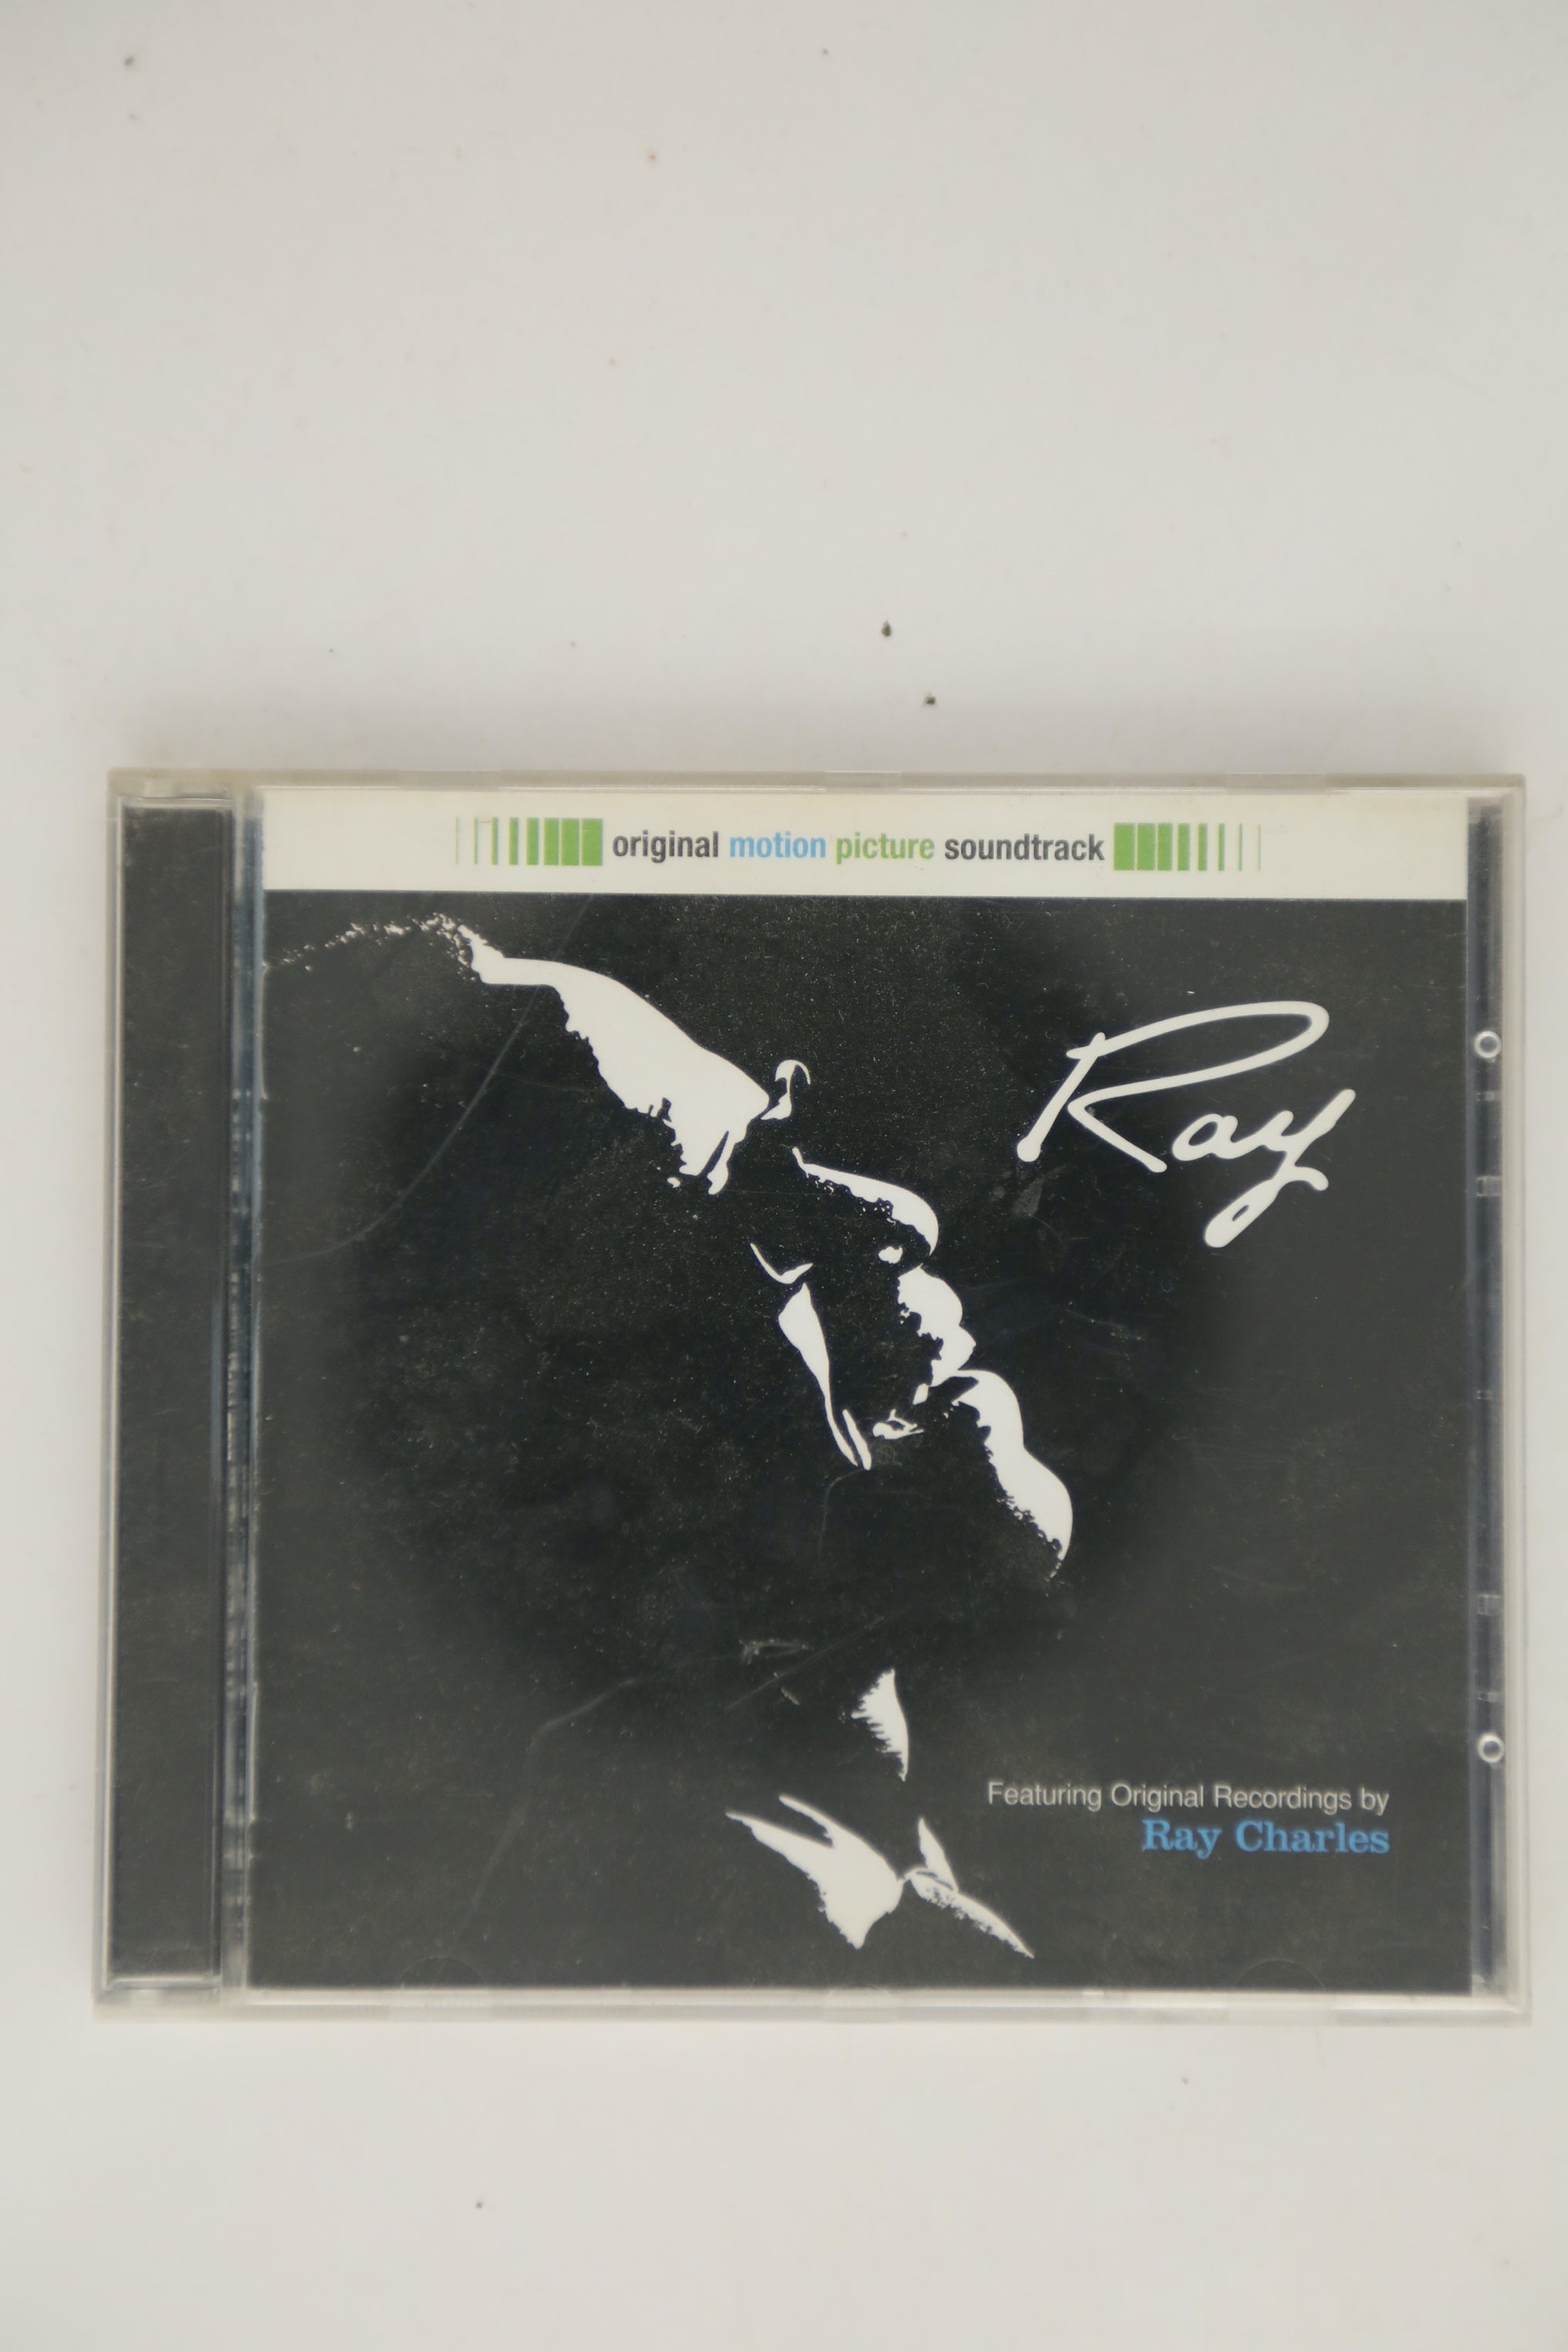 original motion picture soundtrack
Ray
Featuring Original Recordings by
Ray Charles